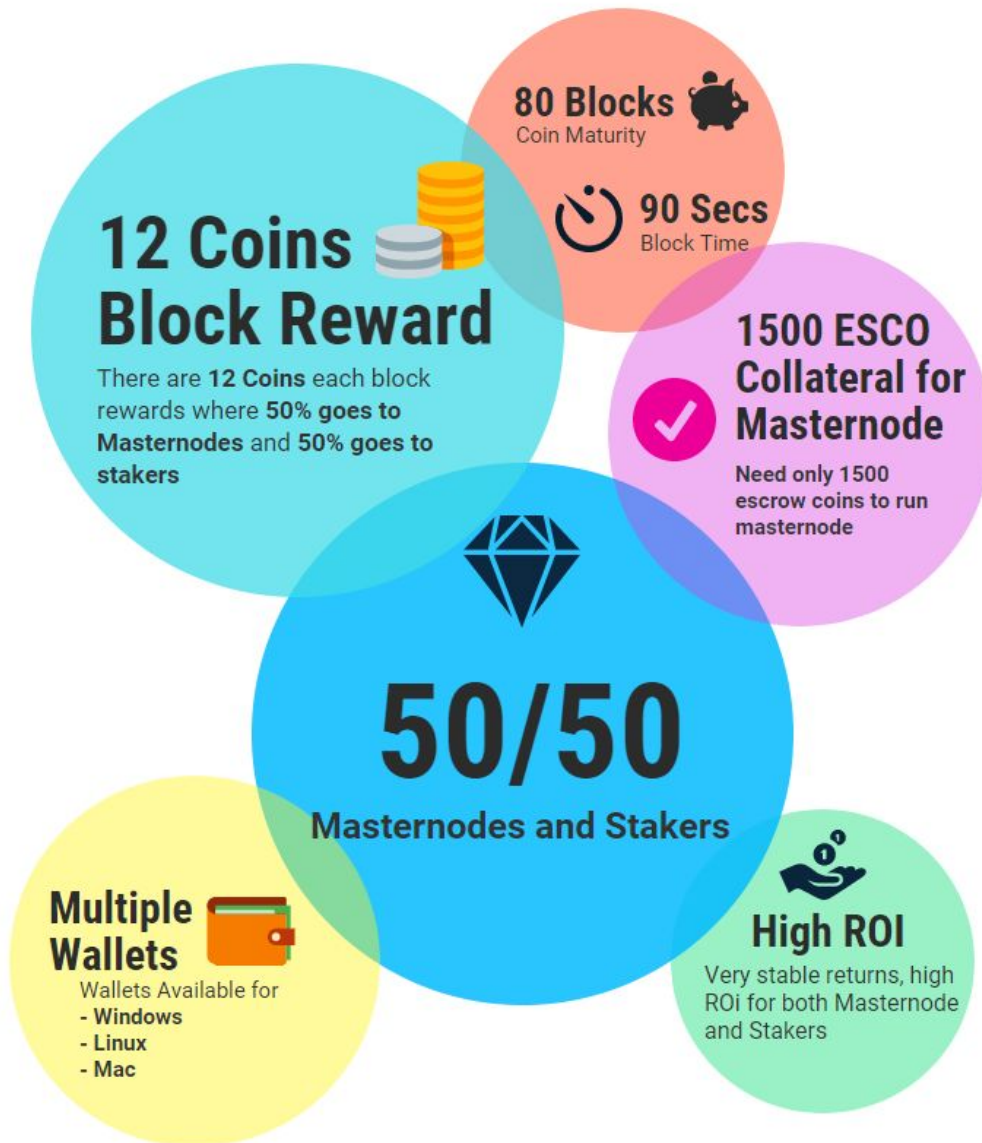 80 Blocks
Coin Maturity
90 Secs
Block Time
12 Coins
Block Reward
There are 12 Coins each block
rewards where 50% goes to
Masternodes and 50% goes to
stakers
1500 ESCO
Collateral for
Masternode
Need only 1500
escrow coins to run
masternode
50/50
Masternodes and Stakers
Multiple
Wallets
Wallets Available for
- Windows
- Linux
- Mac
1
1
High ROI
Very stable returns, high
ROi for both Masternode
and Stakers